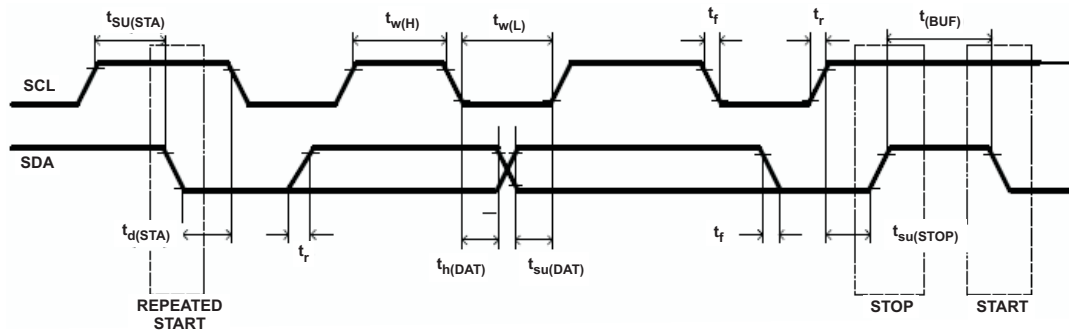 tSU(STA)
tw(H)
tw(L)
tf
tr
t(BUF)
SCL
SDA
td(STA)
tr
th(DAT)
tsu(DAT)
tf
tsu(STOP)
REPEATED
START
STOP
START